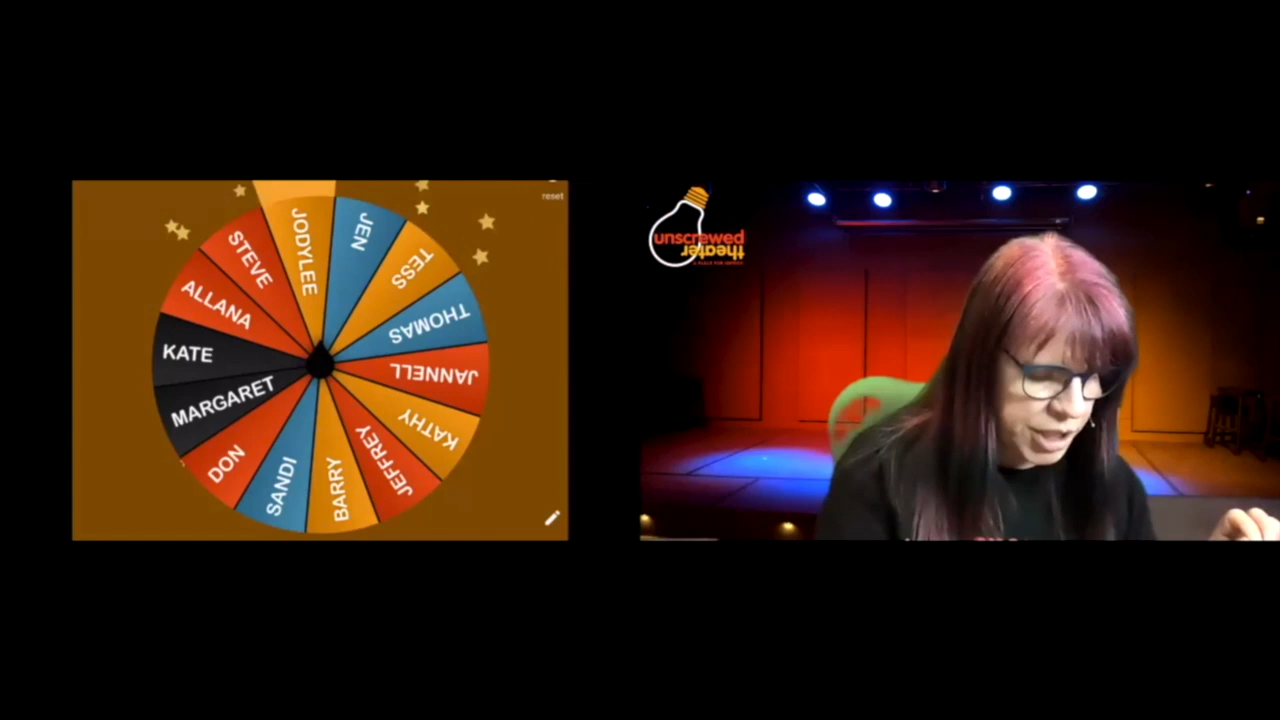 reset
JODYLEE
JEN
TESS
THOMAS
JANNELL
KATHY
JEFFREY
BARRY
SANDI
DON
MARGARET
KATE
ALLANA
STEVE
unscrewed
theater